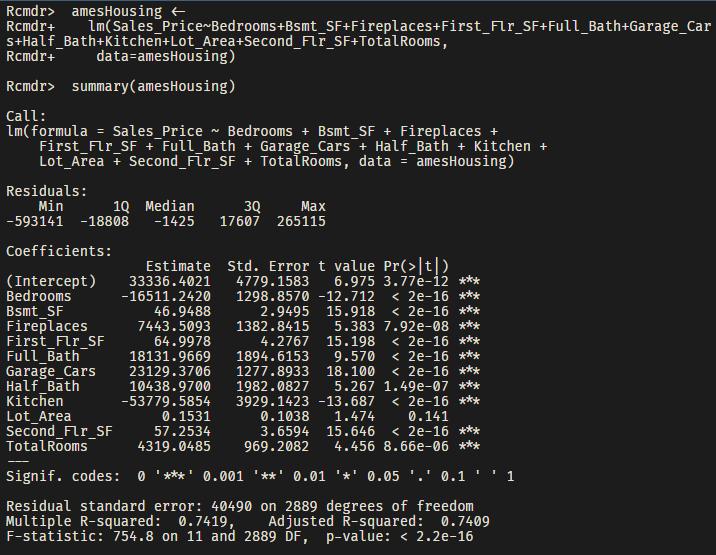 Rcmdr>  amesHousing <-
Rcmdr+    lm(Sales_Price~Bedrooms+Bsmt_SF+Fireplaces+First_Flr_SF+Full_Bath+Garage_Car
s+Half_Bath+Kitchen+Lot_Area+Second_Flr_SF+TotalRooms,
Rcmdr+     data=amesHousing)
Rcmdr>  summary(amesHousing)
Call:
lm(formula = Sales_Price ~ Bedrooms + Bsmt_SF + Fireplaces +
    First_Flr_SF + Full_Bath + Garage_Cars + Half_Bath + Kitchen +
    Lot_Area + Second_Flr_SF + TotalRooms, data = amesHousing)
Residuals:
    Min      1Q  Median      3Q     Max
-593141  -18808   -1425   17607  265115
Coefficients:
                Estimate  Std. Error t value Pr(>|t|)
(Intercept)    33336.4021  4779.1583   6.975 3.77e-12 ***
Bedrooms      -16511.2420  1298.8570 -12.712  < 2e-16 ***
Bsmt_SF           46.9488     2.9495  15.918  < 2e-16 ***
Fireplaces      7443.5093  1382.8415   5.383 7.92e-08 ***
First_Flr_SF      64.9978     4.2767  15.198  < 2e-16 ***
Full_Bath      18131.9669  1894.6153   9.570  < 2e-16 ***
Garage_Cars    23129.3706  1277.8933  18.100  < 2e-16 ***
Half_Bath      10438.9700  1982.0827   5.267 1.49e-07 ***
Kitchen       -53779.5854  3929.1423 -13.687  < 2e-16 ***
Lot_Area           0.1531     0.1038   1.474    0.141
Second_Flr_SF     57.2534     3.6594  15.646  < 2e-16 ***
TotalRooms      4319.0485   969.2082   4.456 8.66e-06 ***
---
Signif. codes:  0 '***' 0.001 '**' 0.01 '*' 0.05 '.' 0.1 ' ' 1
Residual standard error: 40490 on 2889 degrees of freedom
Multiple R-squared:  0.7419,    Adjusted R-squared:  0.7409
F-statistic: 754.8 on 11 and 2889 DF,  p-value: < 2.2e-16